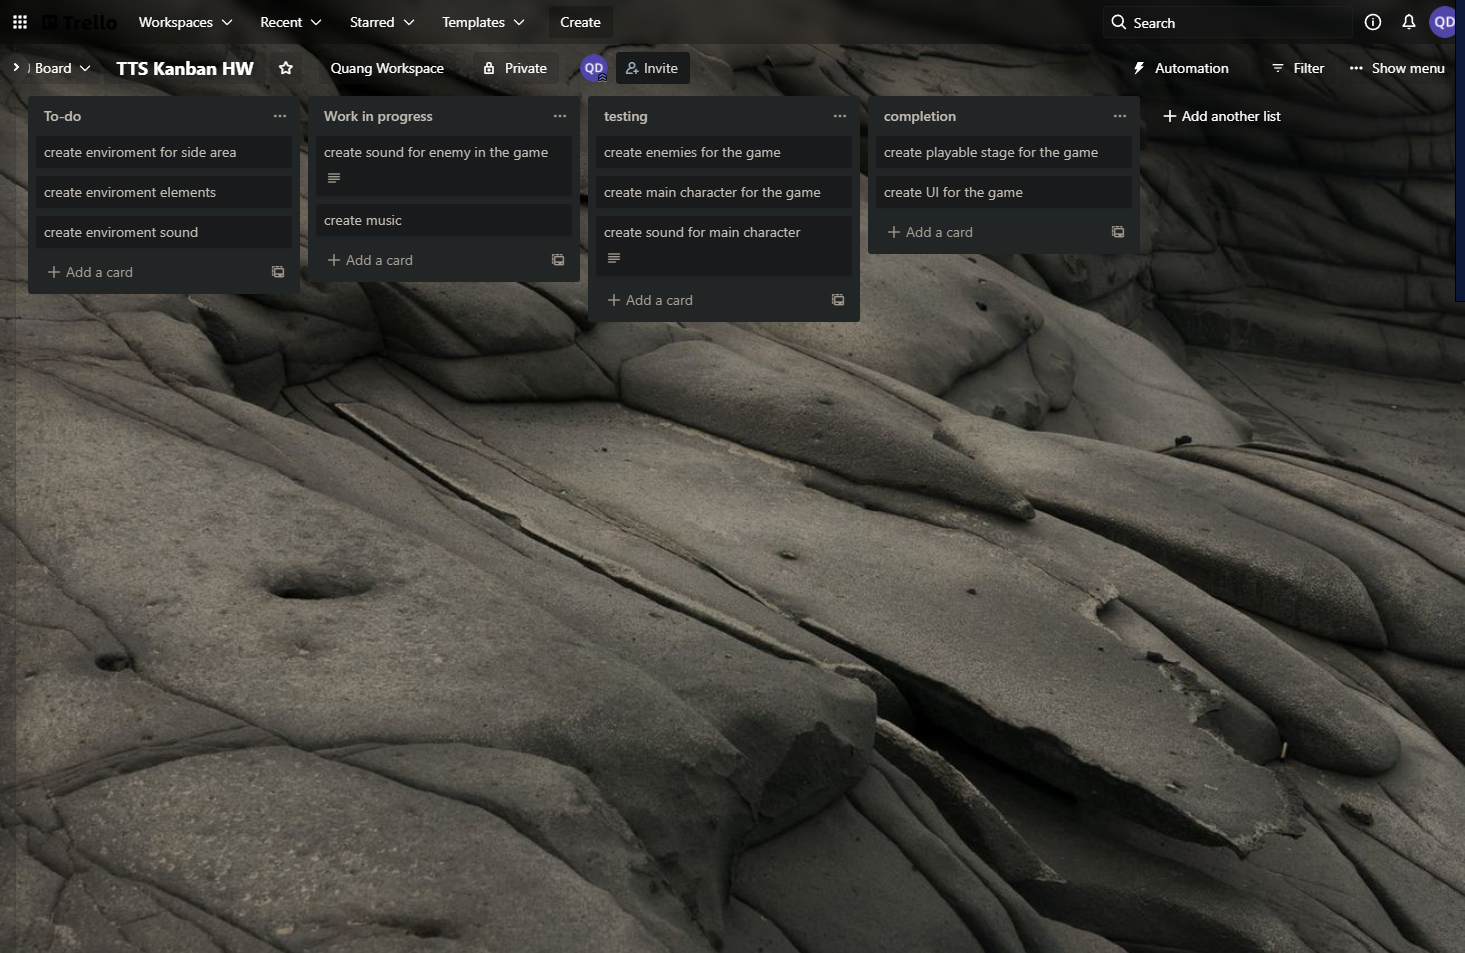 Trello
Workspaces Recent Starred Templates Create Search QD
Board TTS Kanban HW Quang Workspace Private QD Invite Automation Filter Show menu
To-do
create enviroment for side area
create enviroment elements
create enviroment sound
Add a card
Work in progress
create sound for enemy in the game
create music
Add a card
testing
create enemies for the game
create main character for the game
create sound for main character
Add a card
completion
create playable stage for the game
create UI for the game
Add a card
Add another list